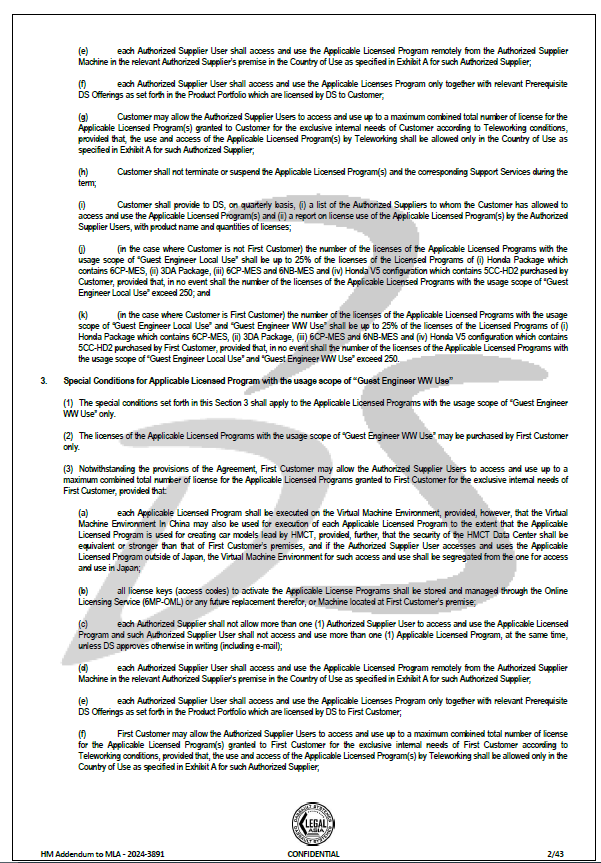 (e) each Authorized Supplier User shall access and use the Applicable Licensed Program remotely from the Authorized Supplier
Machine in the relevant Authorized Supplier's premise in the Country of Use as specified in Exhibit A for such Authorized Supplier;
(f) each Authorized Supplier User shall access and use the Applicable Licenses Program only together with relevant Prerequisite
DS Offerings as set forth in the Product Portfolio which are licensed by DS to Customer;
(g) Customer may allow the Authorized Supplier Users to access and use up to a maximum combined total number of license for the
Applicable Licensed Program(s) granted to Customer for the exclusive internal needs of Customer according to Teleworking conditions,
provided that, the use and access of the Applicable Licensed Program(s) by Teleworking shall be allowed only in the Country of Use as
specified in Exhibit A for such Authorized Supplier;
(h) Customer shall not terminate or suspend the Applicable Licensed Program(s) and the corresponding Support Services during the
term;
(i) Customer shall provide to DS, on quarterly basis, (i) a list of the Authorized Suppliers to whom the Customer has allowed to
access and use the Applicable Licensed Program(s) and (ii) a report on license use of the Applicable Licensed Program(s) by the Authorized
Supplier Users, with product name and quantities of licenses;
(j) (in the case where Customer is not First Customer) the number of the licenses of the Applicable Licensed Programs with the
usage scope of "Guest Engineer Local Use" shall be up to 25% of the licenses of the Licensed Programs of (i) Honda Package which
contains 6CP-MES, (ii) 3DA Package, (iii) 6CP-MES and 6NB-MES and (iv) Honda V5 configuration which contains 5CC-HD2 purchased by
Customer, provided that, in no event shall the number of the licenses of the Applicable Licensed Programs with the usage scope of "Guest
Engineer Local Use" exceed 250; and
(k) (in the case where Customer is First Customer) the number of the licenses of the Applicable Licensed Programs with the usage
scope of "Guest Engineer Local Use" and "Guest Engineer WW Use" shall be up to 25% of the licenses of the Licensed Programs of (i)
Honda Package which contains 6CP-MES, (ii) 3DA Package, (iii) 6CP-MES and 6NB-MES and (iv) Honda V5 configuration which contains
5CC-HD2 purchased by First Customer, provided that, in no event shall the number of the licenses of the Applicable Licensed Programs with
the usage scope of "Guest Engineer Local Use" and "Guest Engineer WW Use" exceed 250.
3. Special Conditions for Applicable Licensed Program with the usage scope of "Guest Engineer WW Use"
(1) The special conditions set forth in this Section 3 shall apply to the Applicable Licensed Programs with the usage scope of "Guest Engineer
WW Use" only.
(2) The licenses of the Applicable Licensed Programs with the usage scope of "Guest Engineer WW Use" may be purchased by First Customer
only.
(3) Notwithstanding the provisions of the Agreement, First Customer may allow the Authorized Supplier Users to access and use up to a
maximum combined total number of license for the Applicable Licensed Programs granted to First Customer for the exclusive internal needs of
First Customer, provided that:
(a) each Applicable Licensed Program shall be executed on the Virtual Machine Environment, provided, however, that the Virtual
Machine Environment in China may also be used for execution of each Applicable Licensed Program to the extent that the Applicable
Licensed Program is used for creating car models lead by HMCT, provided, further, that the security of the HMCT Data Center shall be
equivalent or stronger than that of First Customer's premises, and if the Authorized Supplier User accesses and uses the Applicable
Licensed Program outside of Japan, the Virtual Machine Environment for such access and use shall be segregated from the one for access
and use in Japan;
(b) all license keys (access codes) to activate the Applicable License Programs shall be stored and managed through the Online
Licensing Service (6MP-OML) or any future replacement therefor, or Machine located at First Customer's premise;
(c) each Authorized Supplier shall not allow more than one (1) Authorized Supplier User to access and use the Applicable Licensed
Program and such Authorized Supplier User shall not access and use more than one (1) Applicable Licensed Program, at the same time,
unless DS approves otherwise in writing (including e-mail);
(d) each Authorized Supplier User shall access and use the Applicable Licensed Program remotely from the Authorized Supplier
Machine in the relevant Authorized Supplier's premise in the Country of Use as specified in Exhibit A for such Authorized Supplier;
(e) each Authorized Supplier User shall access and use the Applicable Licenses Program only together with relevant Prerequisite
DS Offerings as set forth in the Product Portfolio which are licensed by DS to First Customer;
(f) First Customer may allow the Authorized Supplier Users to access and use up to a maximum combined total number of license
for the Applicable Licensed Program(s) granted to First Customer for the exclusive internal needs of First Customer according to
Teleworking conditions, provided that, the use and access of the Applicable Licensed Program(s) by Teleworking shall be allowed only in the
Country of Use as specified in Exhibit A for such Authorized Supplier;
DASSAULT SYSTEMES
LEGAL
ASIA
DASSAULT SYSTEMES
HM Addendum to MLA - 2024-3891 CONFIDENTIAL 2/43